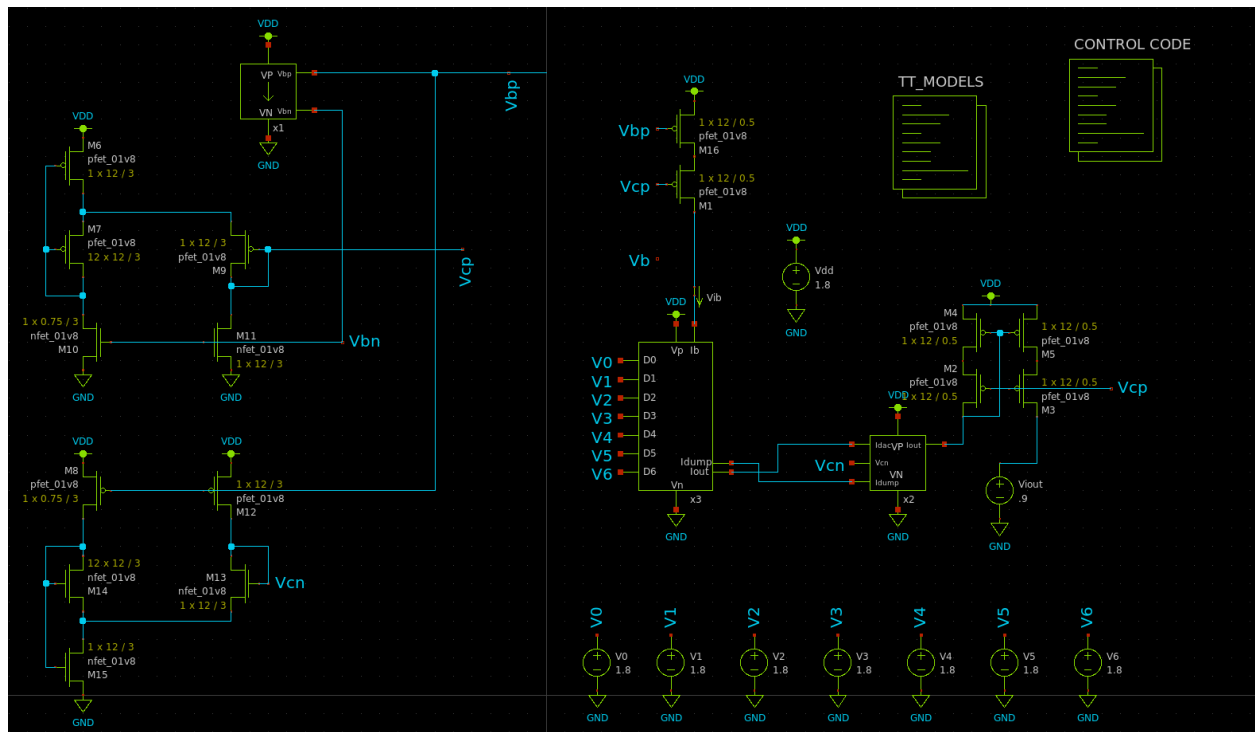 VDD
VP Vbp
VN Vbn
x1
GND
Vbp
VDD
M6
pfet_01v8
1 x 12 / 3
M7
pfet_01v8
12 x 12 / 3
1 x 12 / 3
pfet_01v8
M9
Vcp
1 x 0.75 / 3
nfet_01v8
M10
M11
nfet_01v8
1 x 12 / 3
Vbn
GND
GND
VDD
VDD
M8
pfet_01v8
1 x 0.75 / 3
1 x 12 / 3
pfet_01v8
M12
12 x 12 / 3
nfet_01v8
M14
M13
nfet_01v8
1 x 12 / 3
Vcn
1 x 12 / 3
nfet_01v8
M15
GND
CONTROL CODE
TT_MODELS
VDD
Vbp
1 x 12 / 0.5
pfet_01v8
M16
Vcp
1 x 12 / 0.5
pfet_01v8
M1
Vb
VDD
Vdd
1.8
GND
Vib
VDD
Vp Ib
V0 D0
V1 D1
V2 D2
V3 D3
V4 D4
V5 D5
V6 D6
Idump
Iout
Vn
x3
GND
VDD
M4
pfet_01v8
1 x 12 / 0.5
1 x 12 / 0.5
pfet_01v8
M5
M2
pfet_01v8
1 x 12 / 0.5
1 x 12 / 0.5
pfet_01v8
M3
Vcp
VDD
Idac VP Iout
Vcn
Vcn
VN
Idump
x2
GND
Viout
.9
GND
V0
V1
V2
V3
V4
V5
V6
V0
1.8
V1
1.8
V2
1.8
V3
1.8
V4
1.8
V5
1.8
V6
1.8
GND
GND
GND
GND
GND
GND
GND